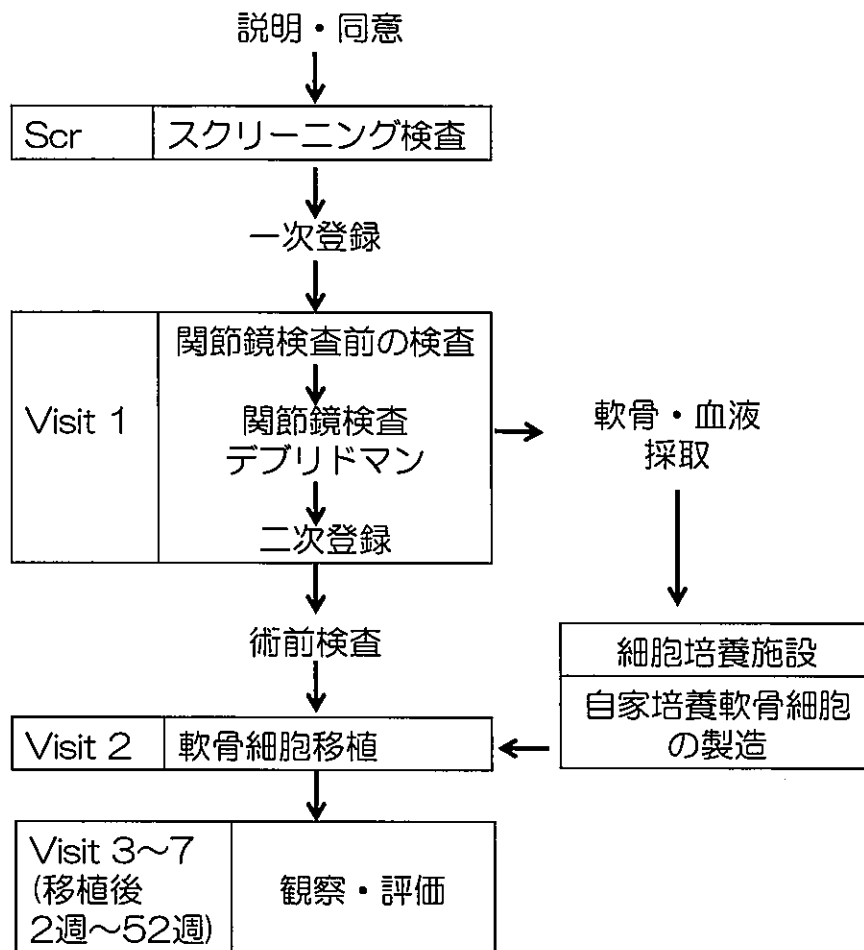 説明・同意
Scr
スクリーニング検査
一次登録
Visit 1
関節鏡検査前の検査
関節鏡検査
デブリドマン
二次登録
軟骨・血液
採取
術前検査
細胞培養施設
自家培養軟骨細胞
の製造
Visit 2
軟骨細胞移植
Visit 3～7
(移植後
2週～52週)
観察・評価